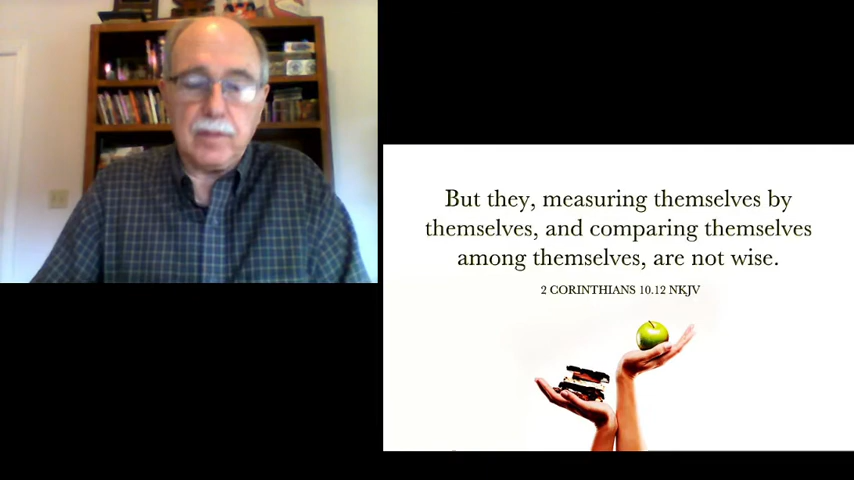 But they, measuring themselves by
themselves, and comparing themselves
among themselves, are not wise.
2 CORINTHIANS 10.12 NKJV